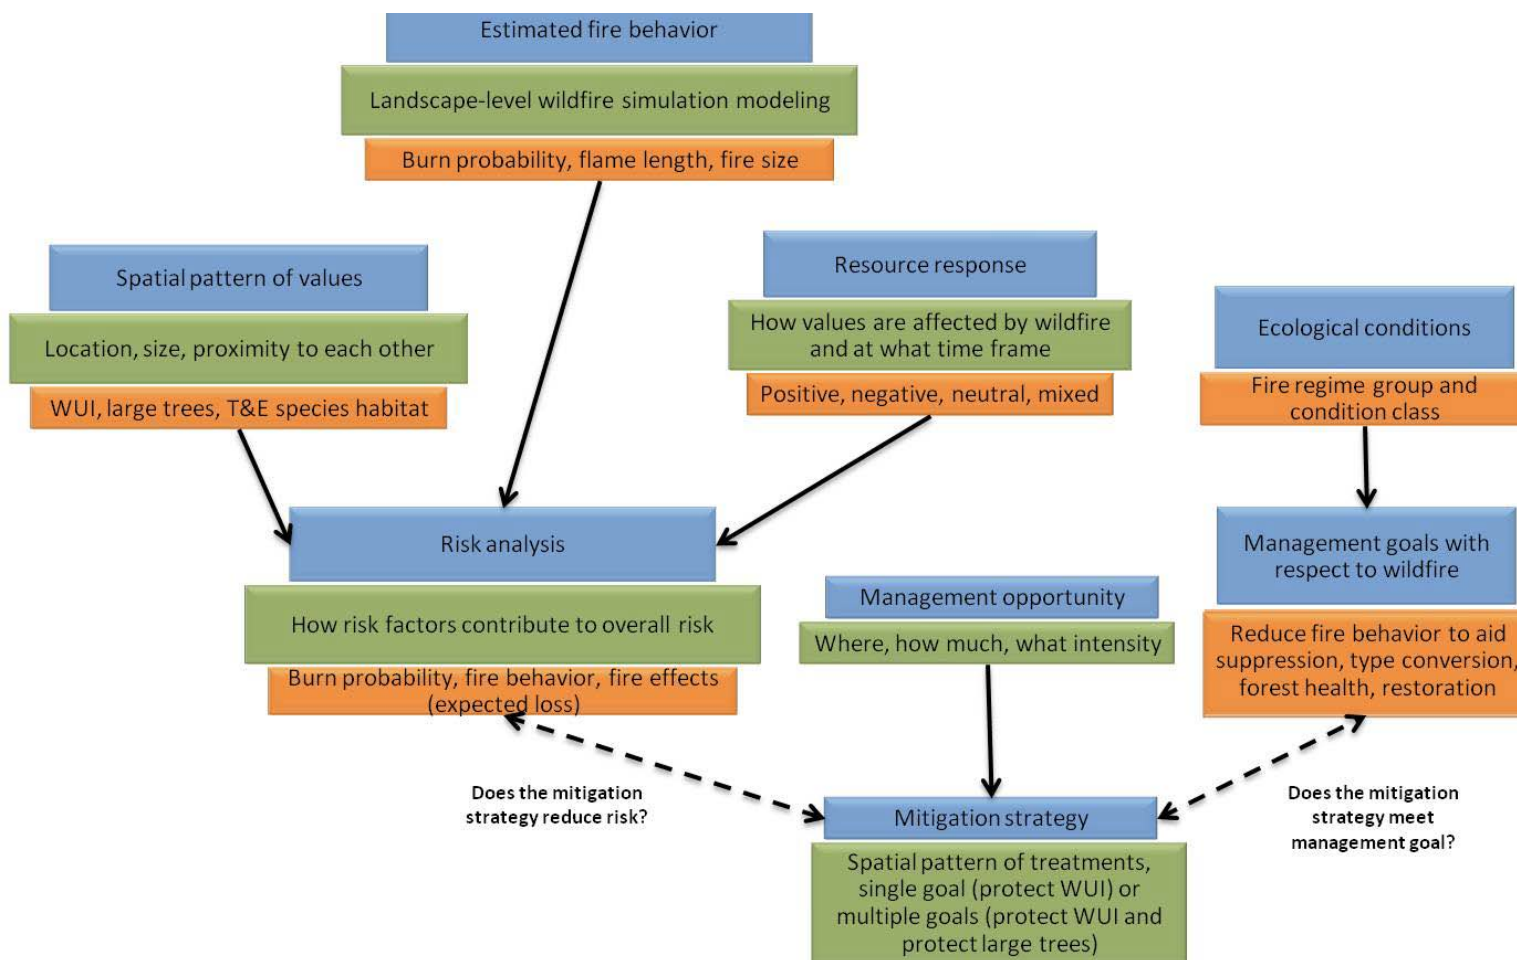 Estimated fire behavior
Landscape-level wildfire simulation modeling
Burn probability, flame length, fire size
Spatial pattern of values
Location, size, proximity to each other
WUI, large trees, T&E species habitat
Resource response
How values are affected by wildfire
and at what time frame
Positive, negative, neutral, mixed
Ecological conditions
Fire regime group and
condition class
Risk analysis
How risk factors contribute to overall risk
Burn probability, fire behavior, fire effects
(expected loss)
Management opportunity
Where, how much, what intensity
Management goals with
respect to wildfire
Reduce fire behavior to aid
suppression, type conversion,
forest health, restoration
Does the mitigation
strategy reduce risk?
Mitigation strategy
Spatial pattern of treatments,
single goal (protect WUI) or
multiple goals (protect WUI and
protect large trees)
Does the mitigation
strategy meet
management goal?